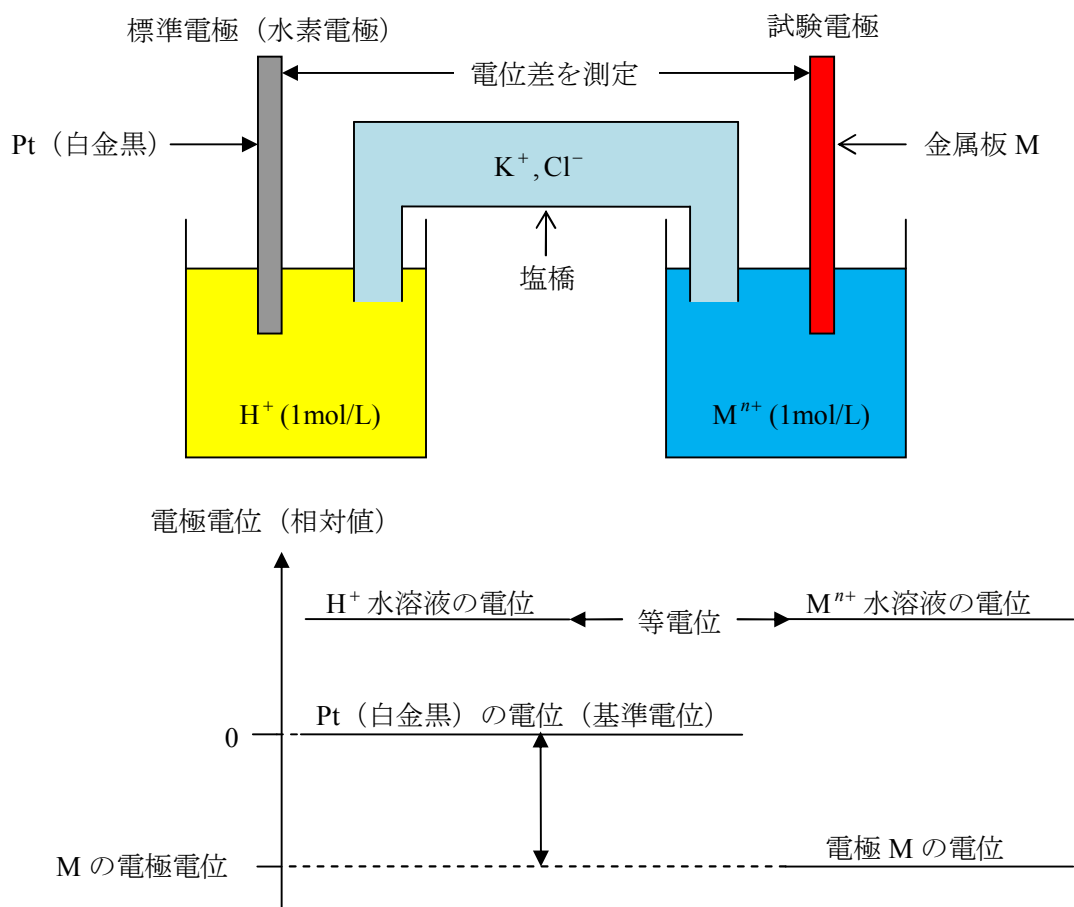 標準電極（水素電極）
試験電極
電位差を測定
Pt（白金黒）
金属板 M
K⁺ , Cl⁻
塩橋
H⁺ (1mol/L)
Mⁿ⁺ (1mol/L)
電極電位（相対値）
H⁺ 水溶液の電位
等電位
Mⁿ⁺ 水溶液の電位
Pt（白金黒）の電位（基準電位）
0
M の電極電位
電極 M の電位